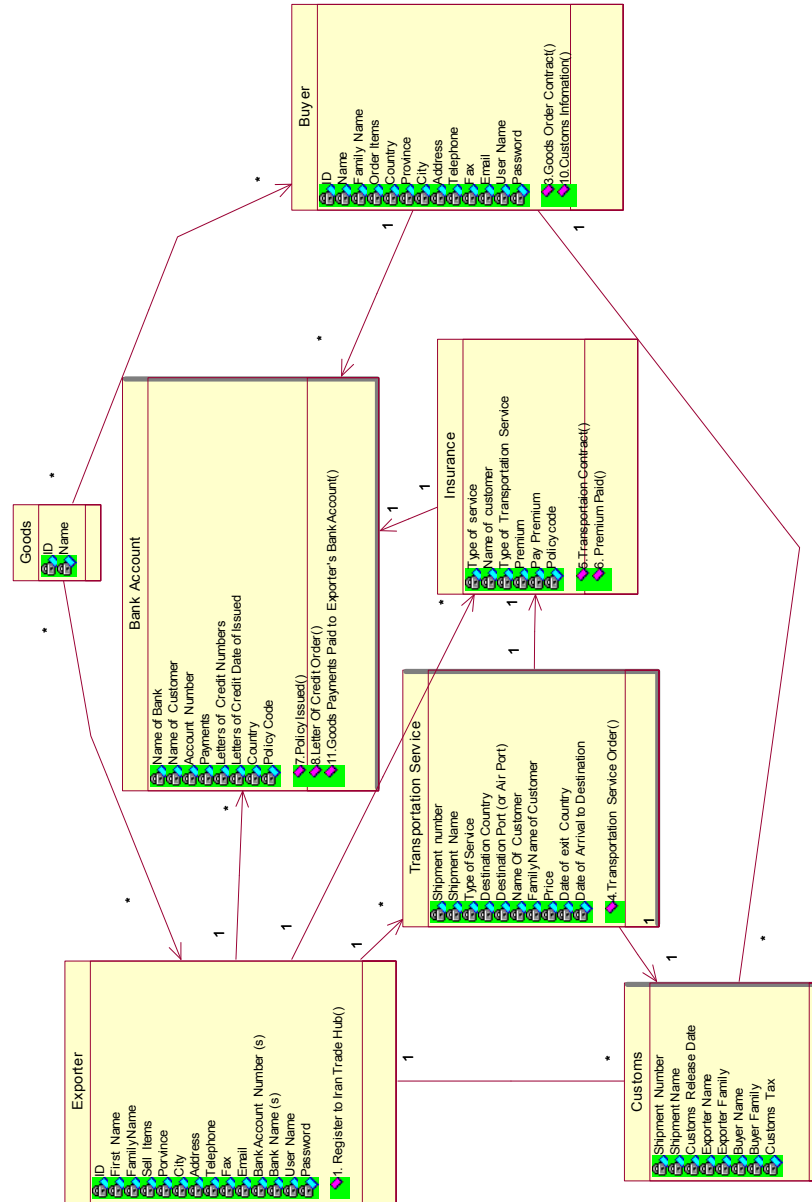 Goods
ID
Name
*
*
Exporter
ID
First Name
FamilyName
Sell Items
Porvince
City
Address
Telephone
Fax
Email
Bank Account Number (s)
Bank Name (s)
User Name
Password
1. Register to Iran Trade Hub()
*
1
1
1
1
Bank Account
Name of Bank
Name of Customer
Account Number
Payments
Letters of Credit Numbers
Letters of Credit Date of Issued
Country
Policy Code
7.Policy Issued()
8.Letter Of Credit Order()
11.Goods Payments Paid to Exporter's Bank Account()
*
*
1
Buyer
ID
Name
Family Name
Order Items
Country
Province
City
Address
Telephone
Fax
Email
User Name
Password
3.Goods Order Contract()
10.Customs Infomation()
*
1
1
Transportation Service
Shipment number
Shipment Name
Type of Service
Destination Country
Destination Port (or Air Port)
Name Of Customer
FamilyName of Customer
Price
Date of exit Country
Date of Arrival to Destination
4.Transportation Service Order()
*
1
1
Insurance
Type of service
Name of customer
Type of Transportation Service
Premium
Pay Premium
Policy code
5.Transportaion Contract()
6. Premium Paid()
*
1
1
Customs
Shipment Number
Shipment Name
Customs Release Date
Exporter Name
Exporter Family
Buyer Name
Buyer Family
Customs Tax
*
1
*